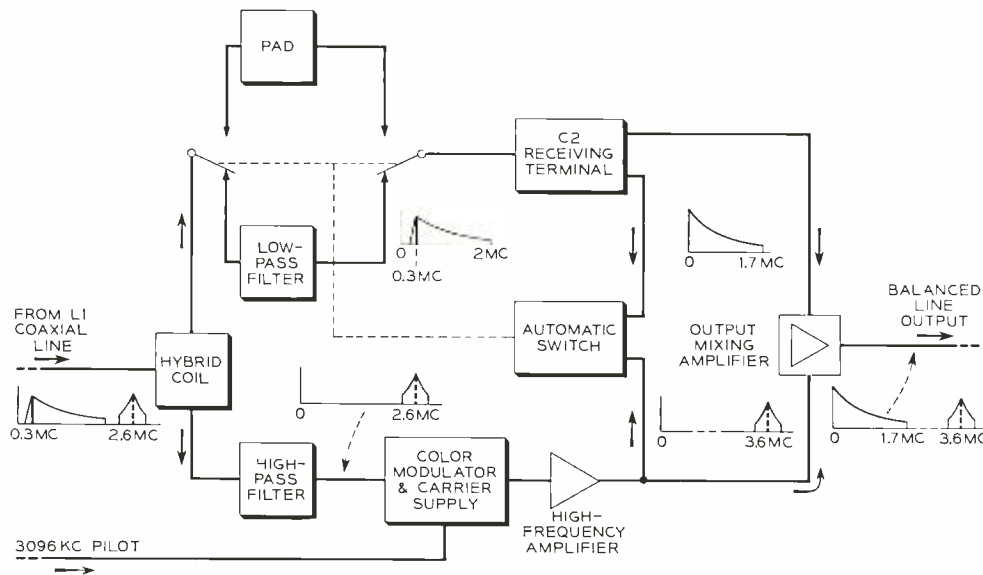 PAD
C2
RECEIVING
TERMINAL
LOW-
PASS
FILTER
0
2MC
0.3MC
0
1.7MC
FROM L1
COAXIAL
LINE
HYBRID
COIL
AUTOMATIC
SWITCH
OUTPUT
MIXING
AMPLIFIER
BALANCED
LINE
OUTPUT
0.3MC
2.6MC
0
2.6MC
0
3.6MC
0
1.7MC
3.6MC
HIGH-
PASS
FILTER
COLOR
MODULATOR
& CARRIER
SUPPLY
HIGH-
FREQUENCY
AMPLIFIER
3096KC PILOT